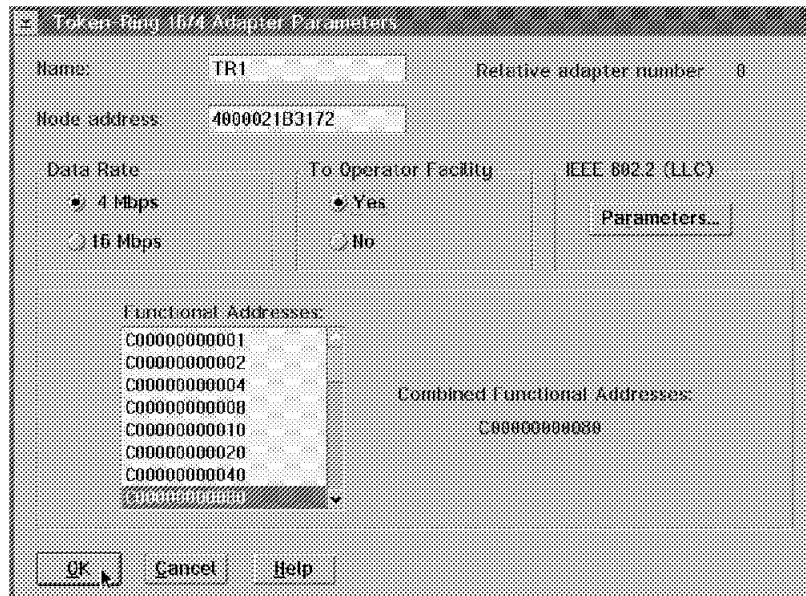 Token-Ring 16/4 Adapter Parameters
Name: TR1 Relative adapter number 0
Node address 4000021B3172
Data Rate
4 Mbps
16 Mbps
To Operator Facility
Yes
No
IEEE 802.2 (LLC)
Parameters...
Functional Addresses:
C00000000001
C00000000002
C00000000004
C00000000008
C00000000010
C00000000020
C00000000040
C00000000080
Combined Functional Addresses:
C00000000080
OK Cancel Help